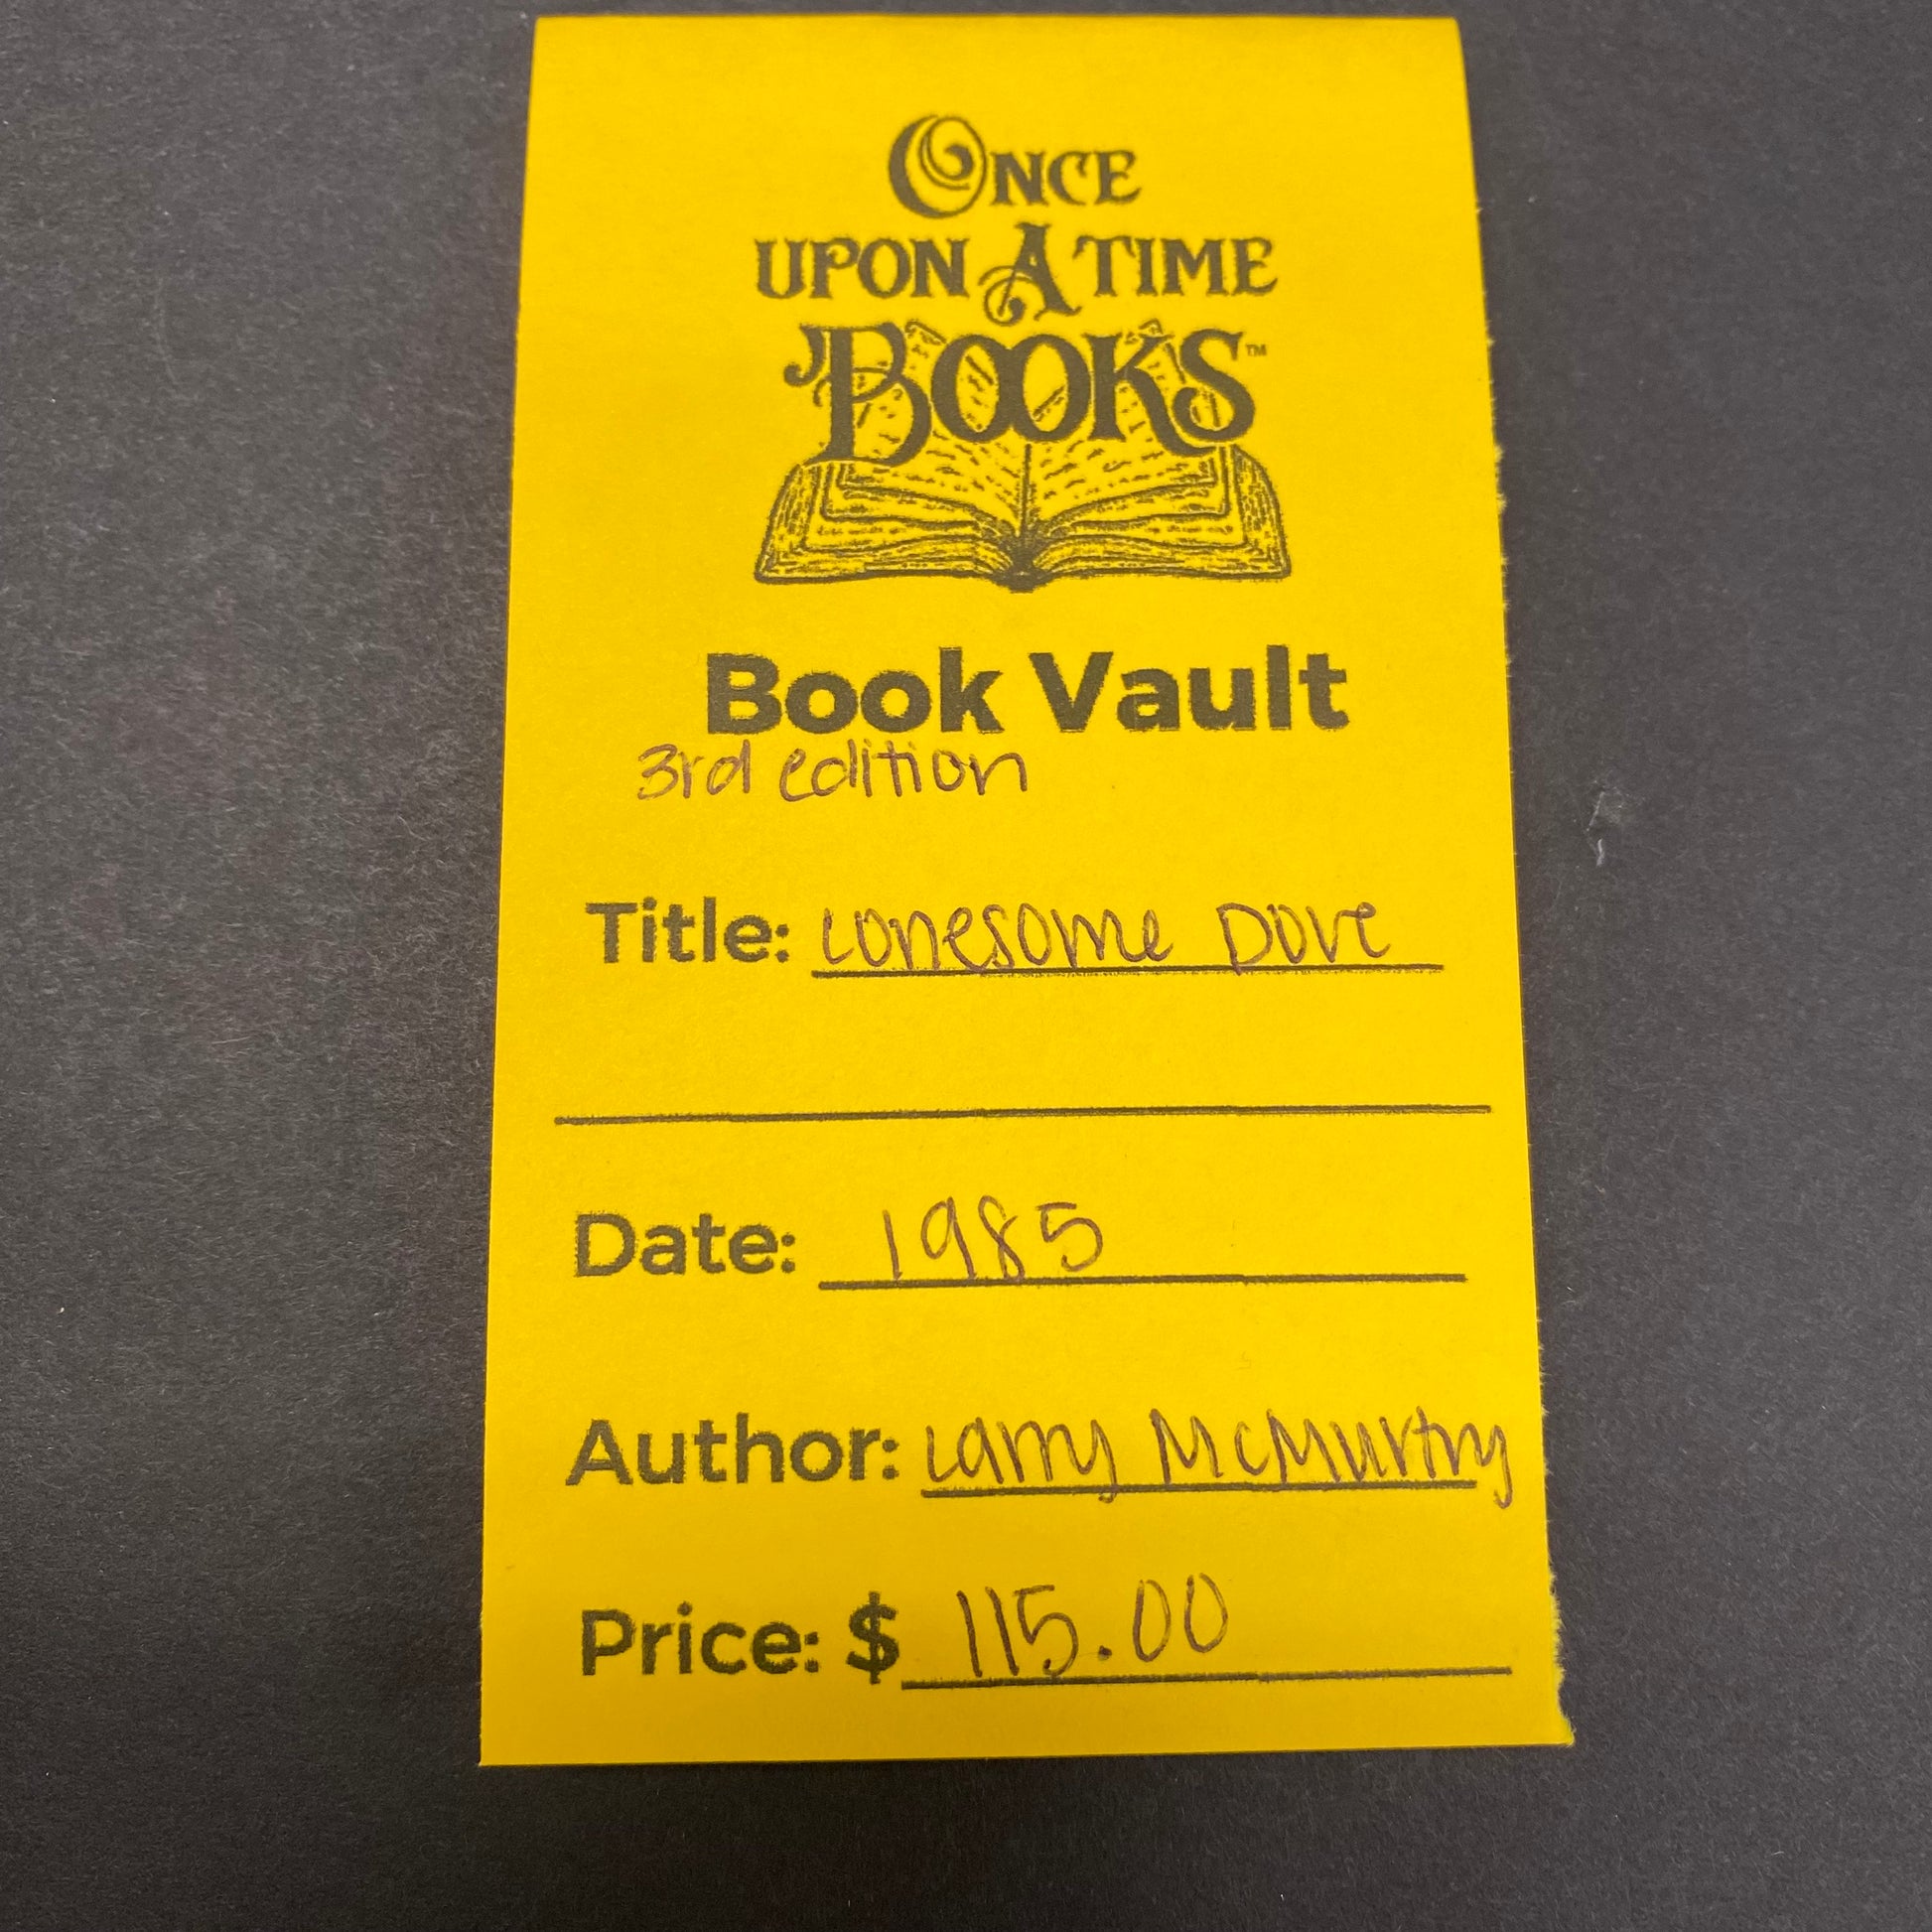 ONCE
UPON A TIME
BOOKS™
Book Vault
3rd edition
Title: Lonesome Dove
Date: 1985
Author: Larry McMurtry
Price: $ 115.00